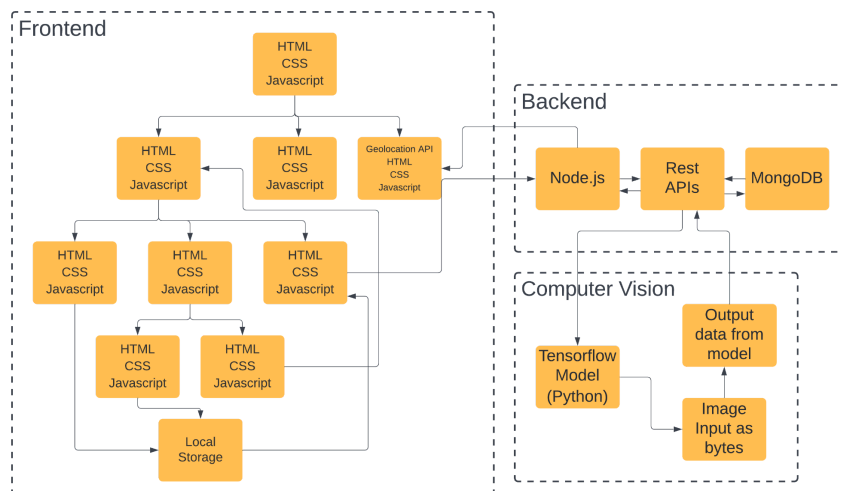 Frontend
HTML
CSS
Javascript
HTML
CSS
Javascript
HTML
CSS
Javascript
Geolocation API
HTML
CSS
Javascript
HTML
CSS
Javascript
HTML
CSS
Javascript
HTML
CSS
Javascript
HTML
CSS
Javascript
HTML
CSS
Javascript
Local
Storage
Backend
Node.js
Rest
APIs
MongoDB
Computer Vision
Tensorflow
Model
(Python)
Output
data from
model
Image
Input as
bytes